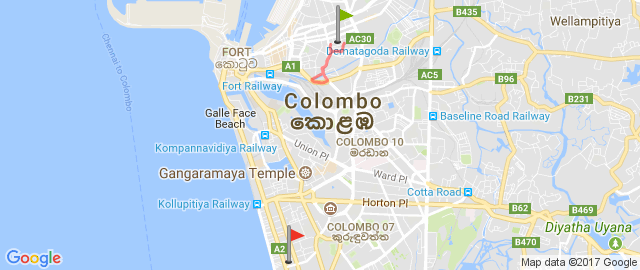 B435
Wellampitiya
AC30
FORT
කොටුව
Dematagoda Railway
A1
AC5
B96
Fort Railway
B231
Colombo
කොළඹ
Galle Face
Beach
Baseline Road Railway
Kompannavidiya Railway
Union Pl
COLOMBO 10
මරදාන
Gangaramaya Temple
Ward Pl
Cotta Road
Kollupitiya Railway
Horton Pl
B62
B469
COLOMBO 07
කුරුඳුවත්ත
Diyatha Uyana
A2
B470
Chennai to Colombo
Google
Map data ©2017 Google